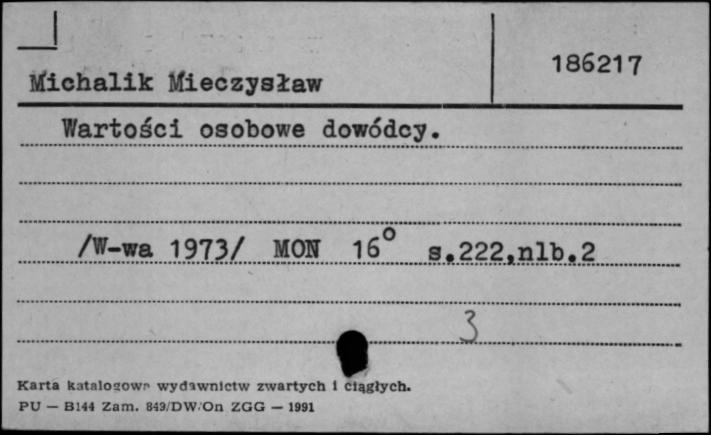 186217
Michalik Mieczysław
Wartości osobowe dowódcy.
/W-wa 1973/ MON 16° s.222,nlb.2
3
Karta katalogowa wydawnictw zwartych i ciągłych.
PU — B144 Zam. 849/DW/On ZGG — 1991